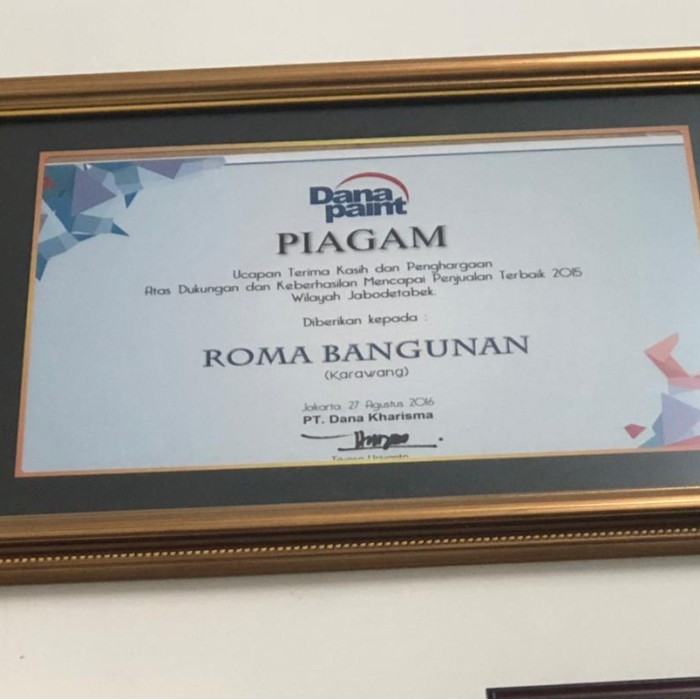 Dana
paint
PIAGAM
Ucapan Terima Kasih dan Penghargaan
Atas Dukungan dan Keberhasilan Mencapai Penjualan Terbaik 2015
Wilayah Jabodetabek.
Diberikan kepada :
ROMA BANGUNAN
(Karawang)
Jakarta 27 Agustus 2016
PT. Dana Kharisma